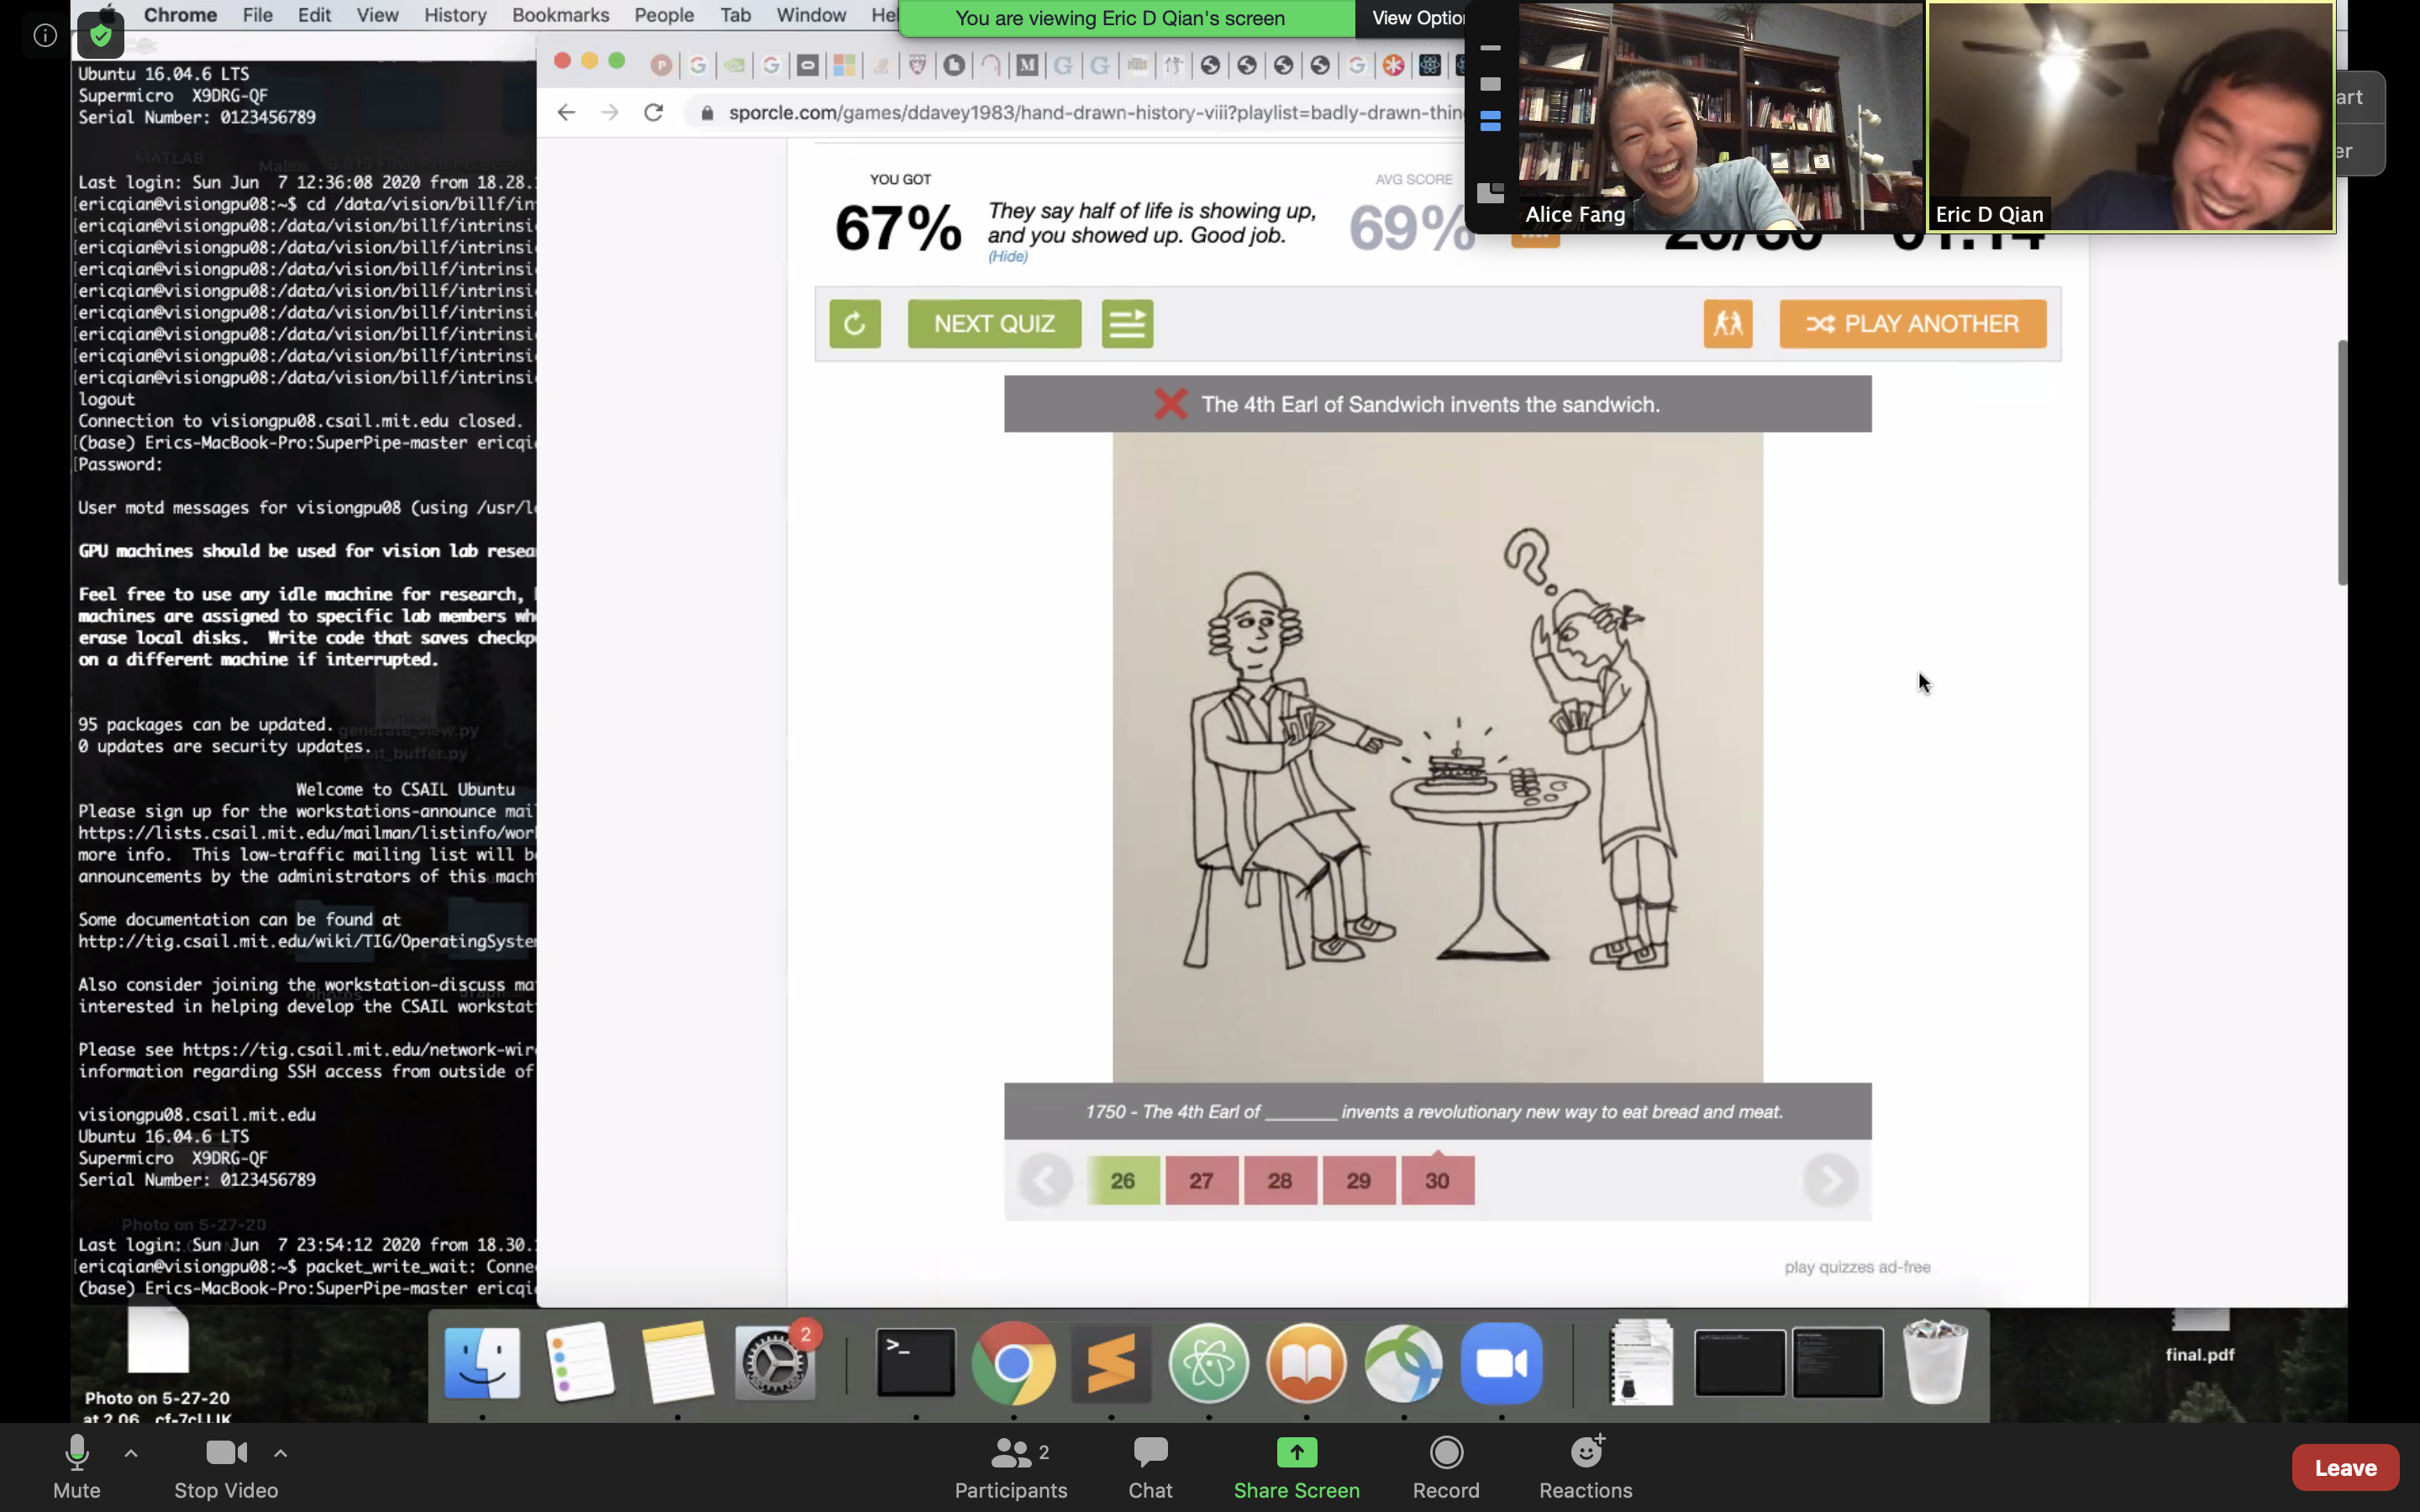 Chrome File Edit View History Bookmarks People Tab Window
You are viewing Eric D Qian's screen
Alice Fang
Eric D Qian
Ubuntu 16.04.6 LTS
Supermicro X9DRG-QF
Serial Number: 0123456789
Last login: Sun Jun 7 12:36:08 2020 from 18.28.
[ericqian@visiongpu08:~$ cd /data/vision/billf/in
[ericqian@visiongpu08:/data/vision/billf/intrinsi
[ericqian@visiongpu08:/data/vision/billf/intrinsi
[ericqian@visiongpu08:/data/vision/billf/intrinsi
[ericqian@visiongpu08:/data/vision/billf/intrinsi
[ericqian@visiongpu08:/data/vision/billf/intrinsi
[ericqian@visiongpu08:/data/vision/billf/intrinsi
[ericqian@visiongpu08:/data/vision/billf/intrinsi
[ericqian@visiongpu08:/data/vision/billf/intrinsi
logout
Connection to visiongpu08.csail.mit.edu closed.
[(base) Erics-MacBook-Pro:SuperPipe-master ericqi
[Password:
User motd messages for visiongpu08 (using /usr/l
GPU machines should be used for vision lab resea
Feel free to use any idle machine for research,
machines are assigned to specific lab members wh
erase local disks. Write code that saves checkp
on a different machine if interrupted.
95 packages can be updated.
0 updates are security updates.
Welcome to CSAIL Ubuntu
Please sign up for the workstations-announce mai
https://lists.csail.mit.edu/mailman/listinfo/wor
more info. This low-traffic mailing list will b
announcements by the administrators of this mach
Some documentation can be found at
http://tig.csail.mit.edu/wiki/TIG/OperatingSyste
Also consider joining the workstation-discuss ma
interested in helping develop the CSAIL workstat
Please see https://tig.csail.mit.edu/network-wir
information regarding SSH access from outside of
visiongpu08.csail.mit.edu
Ubuntu 16.04.6 LTS
Supermicro X9DRG-QF
Serial Number: 0123456789
Last login: Sun Jun 7 23:54:12 2020 from 18.30.
[ericqian@visiongpu08:~$ packet_write_wait: Conne
(base) Erics-MacBook-Pro:SuperPipe-master ericqi
MATLAB
generate_view.py
Photo on 5-27-20
sporcle.com/games/ddavey1983/hand-drawn-history-viii?playlist=badly-drawn-thin
YOU GOT
67%
They say half of life is showing up,
and you showed up. Good job.
(Hide)
AVG SCORE
69%
NEXT QUIZ
PLAY ANOTHER
The 4th Earl of Sandwich invents the sandwich.
?
1750 - The 4th Earl of _______ invents a revolutionary new way to eat bread and meat.
26 27 28 29 30
play quizzes ad-free
Photo on 5-27-20
final.pdf
2
Mute
Stop Video
Participants 2
Chat
Share Screen
Record
Reactions
Leave